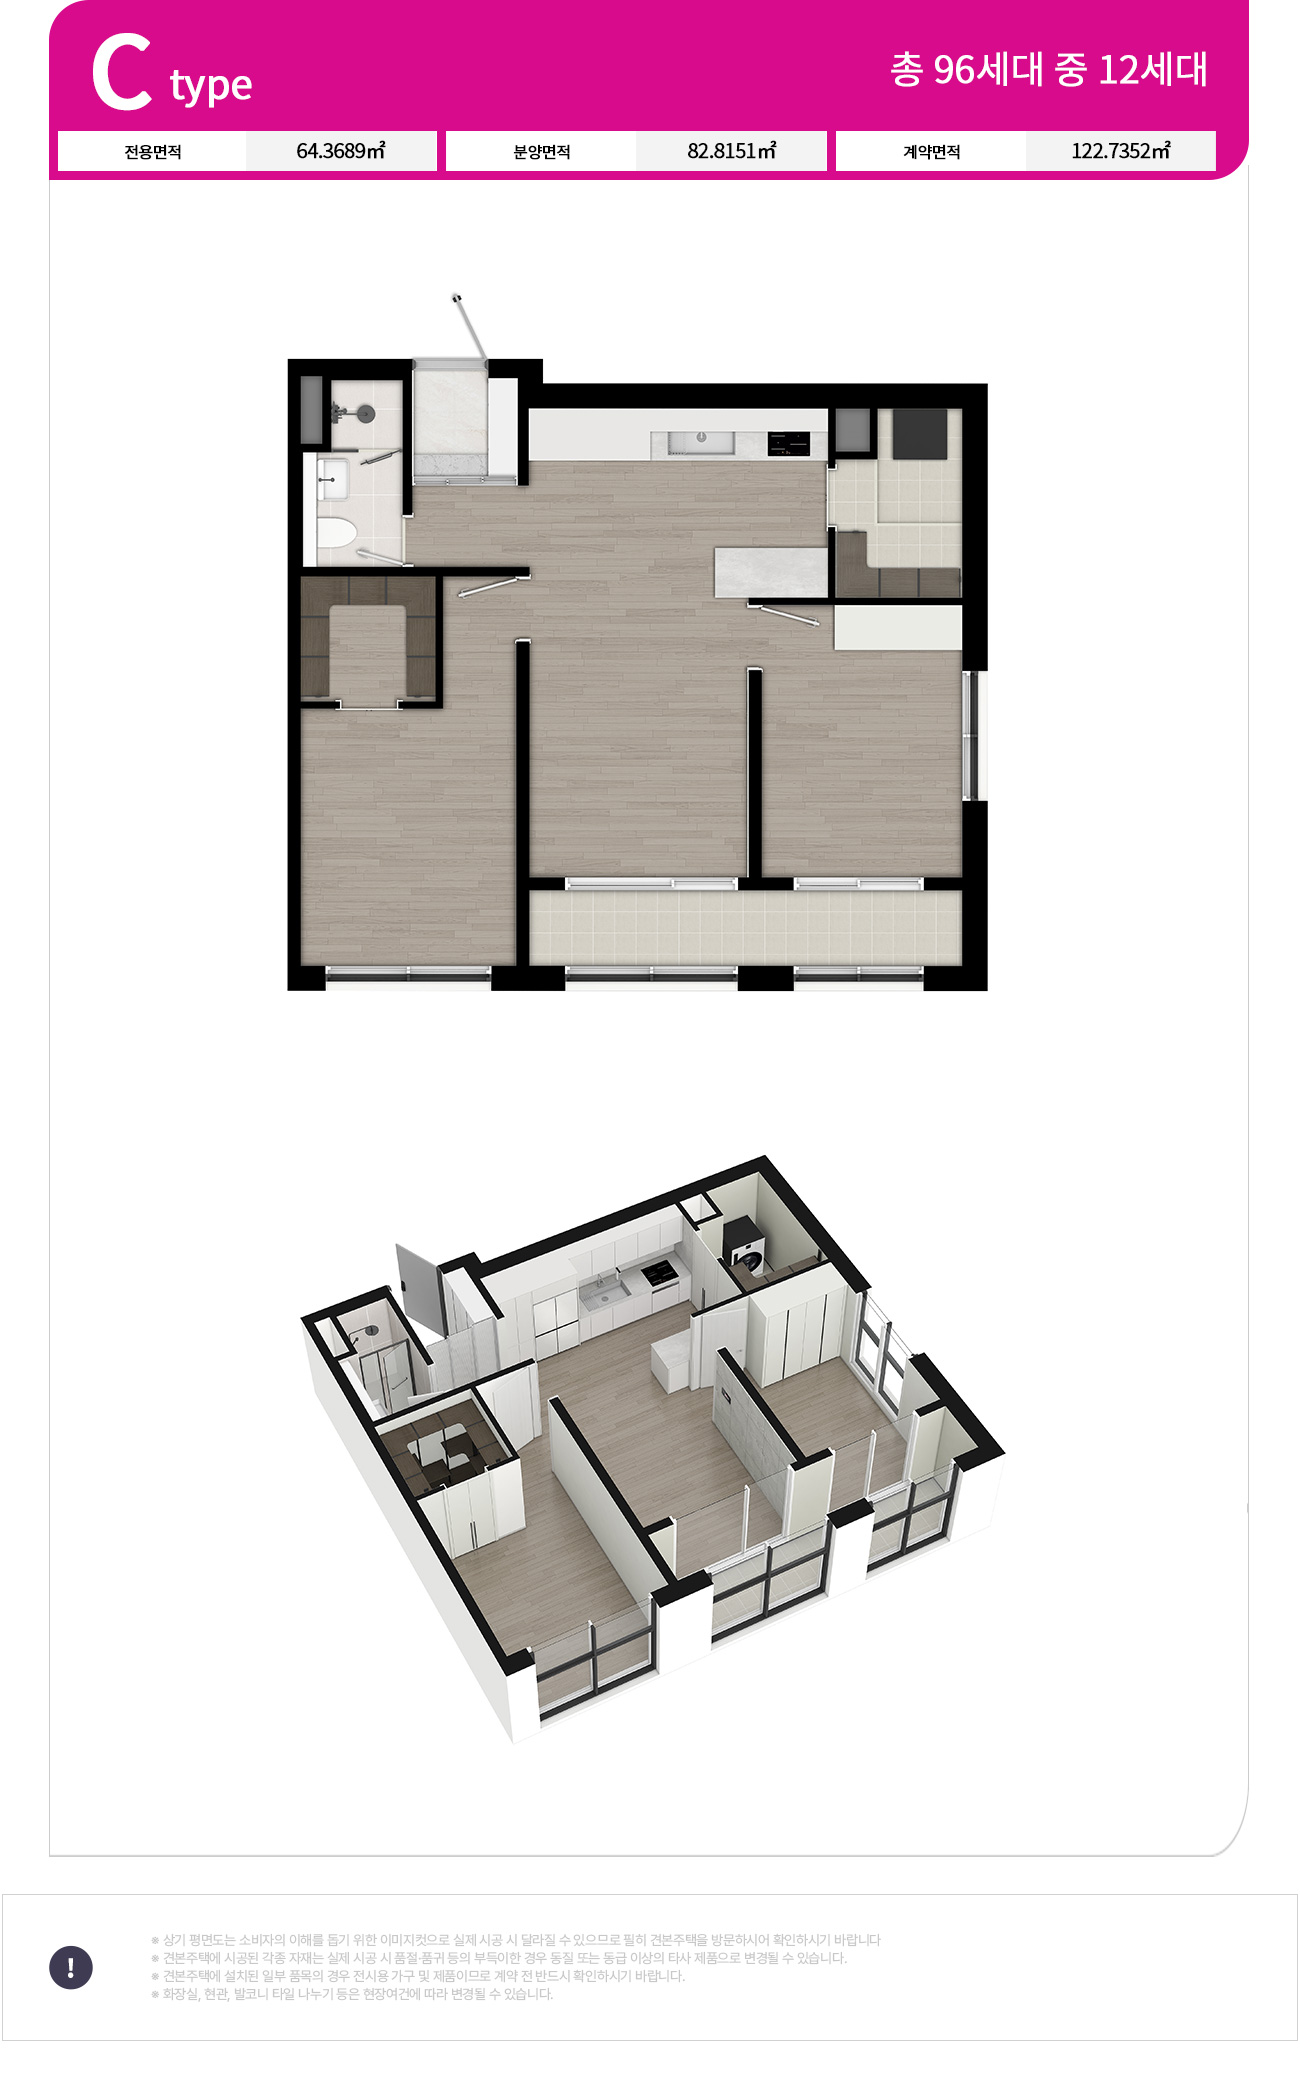 C type
총 96세대 중 12세대
전용면적 64.3689㎡ 분양면적 82.8151㎡ 계약면적 122.7352㎡
※ 상기 평면도는 소비자의 이해를 돕기 위한 이미지컷으로 실제 시공 시 달라질 수 있으므로 필히 견본주택을 방문하시어 확인하시기 바랍니다
※ 견본주택에 시공된 각종 자재는 실제 시공 시 품절·품귀 등의 부득이한 경우 동질 또는 동급 이상의 타사 제품으로 변경될 수 있습니다.
※ 견본주택에 설치된 일부 품목의 경우 전시용 가구 및 제품이므로 계약 전 반드시 확인하시기 바랍니다.
※ 화장실, 현관, 발코니 타일 나누기 등은 현장여건에 따라 변경될 수 있습니다.